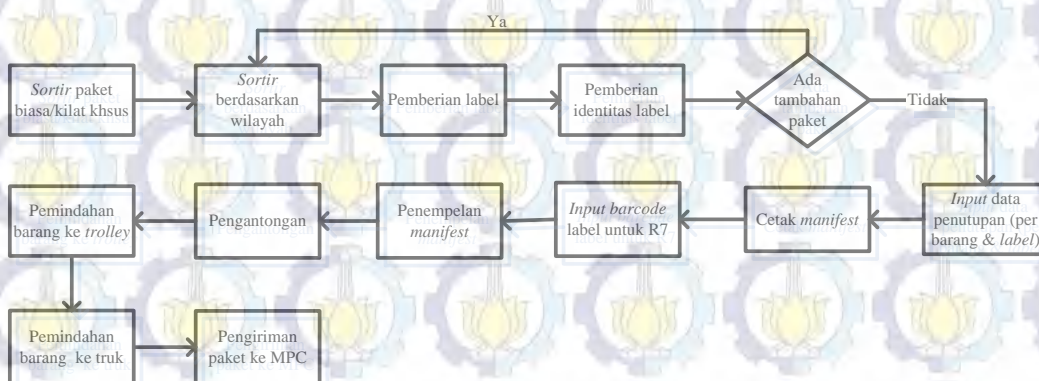 Ya
Sortir paket
biasa/kilat khsus
Sortir
berdasarkan
wilayah
Pemberian label
Pemberian
identitas label
Ada
tambahan
paket
Tidak
Input data
penutupan (per
barang & label)
Cetak manifest
Input barcode
label untuk R7
Penempelan
manifest
Pengantongan
Pemindahan
barang ke trolley
Pemindahan
barang ke truk
Pengiriman
paket ke MPC